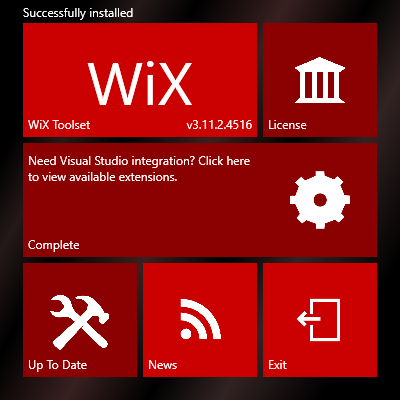 Successfully installed
WiX
WiX Toolset
v3.11.2.4516
License
Need Visual Studio integration? Click here
to view available extensions.
Complete
Up To Date
News
Exit